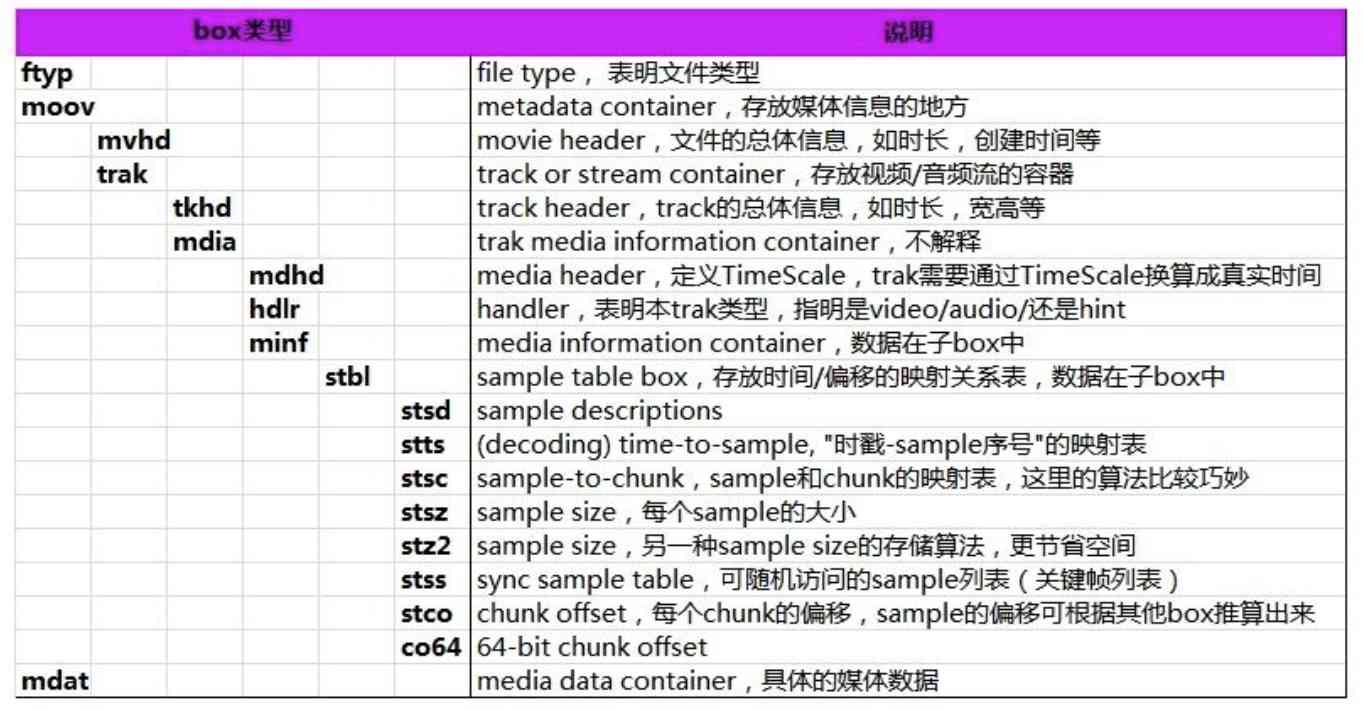 box类型 说明
ftyp file type，表明文件类型
moov metadata container，存放媒体信息的地方
mvhd movie header，文件的总体信息，如时长，创建时间等
trak track or stream container，存放视频/音频流的容器
tkhd track header，track的总体信息，如时长，宽高等
mdia trak media information container，不解释
mdhd media header，定义TimeScale，trak需要通过TimeScale换算成真实时间
hdlr handler，表明本trak类型，指明是video/audio/还是hint
minf media information container，数据在子box中
stbl sample table box，存放时间/偏移的映射关系表，数据在子box中
stsd sample descriptions
stts (decoding) time-to-sample, "时戳-sample序号"的映射表
stsc sample-to-chunk，sample和chunk的映射表，这里的算法比较巧妙
stsz sample size，每个sample的大小
stz2 sample size，另一种sample size的存储算法，更节省空间
stss sync sample table，可随机访问的sample列表（关键帧列表）
stco chunk offset，每个chunk的偏移，sample的偏移可根据其他box推算出来
co64 64-bit chunk offset
mdat media data container，具体的媒体数据